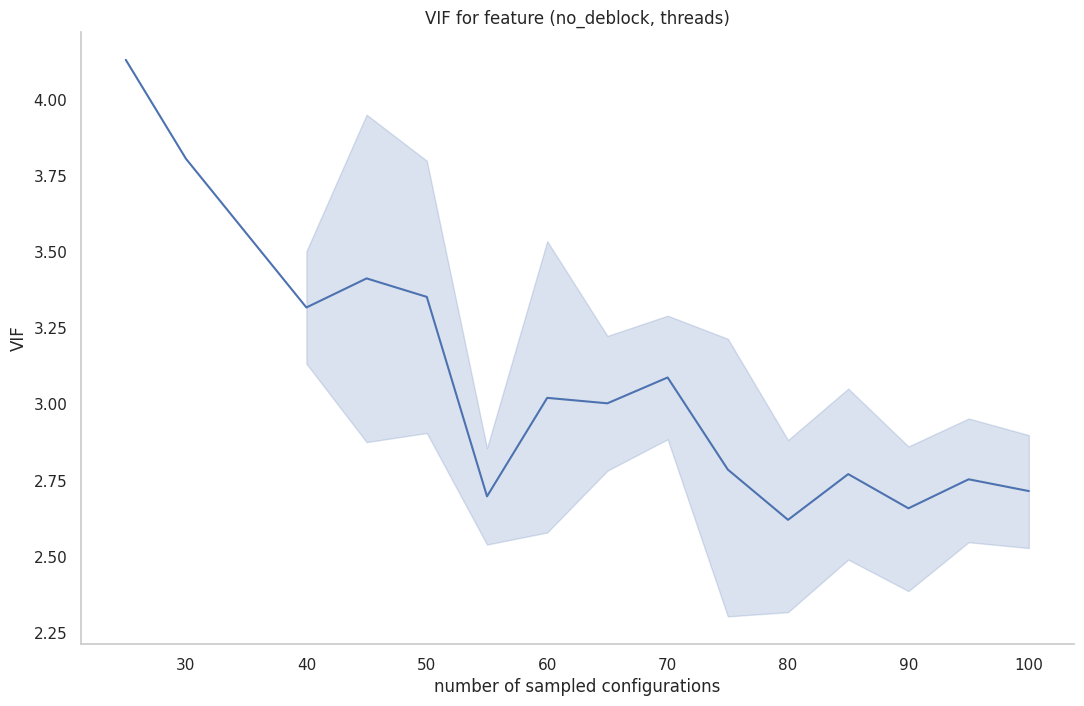 VIF for feature (no_deblock, threads)
VIF
4.00
3.75
3.50
3.25
3.00
2.75
2.50
2.25
30 40 50 60 70 80 90 100
number of sampled configurations